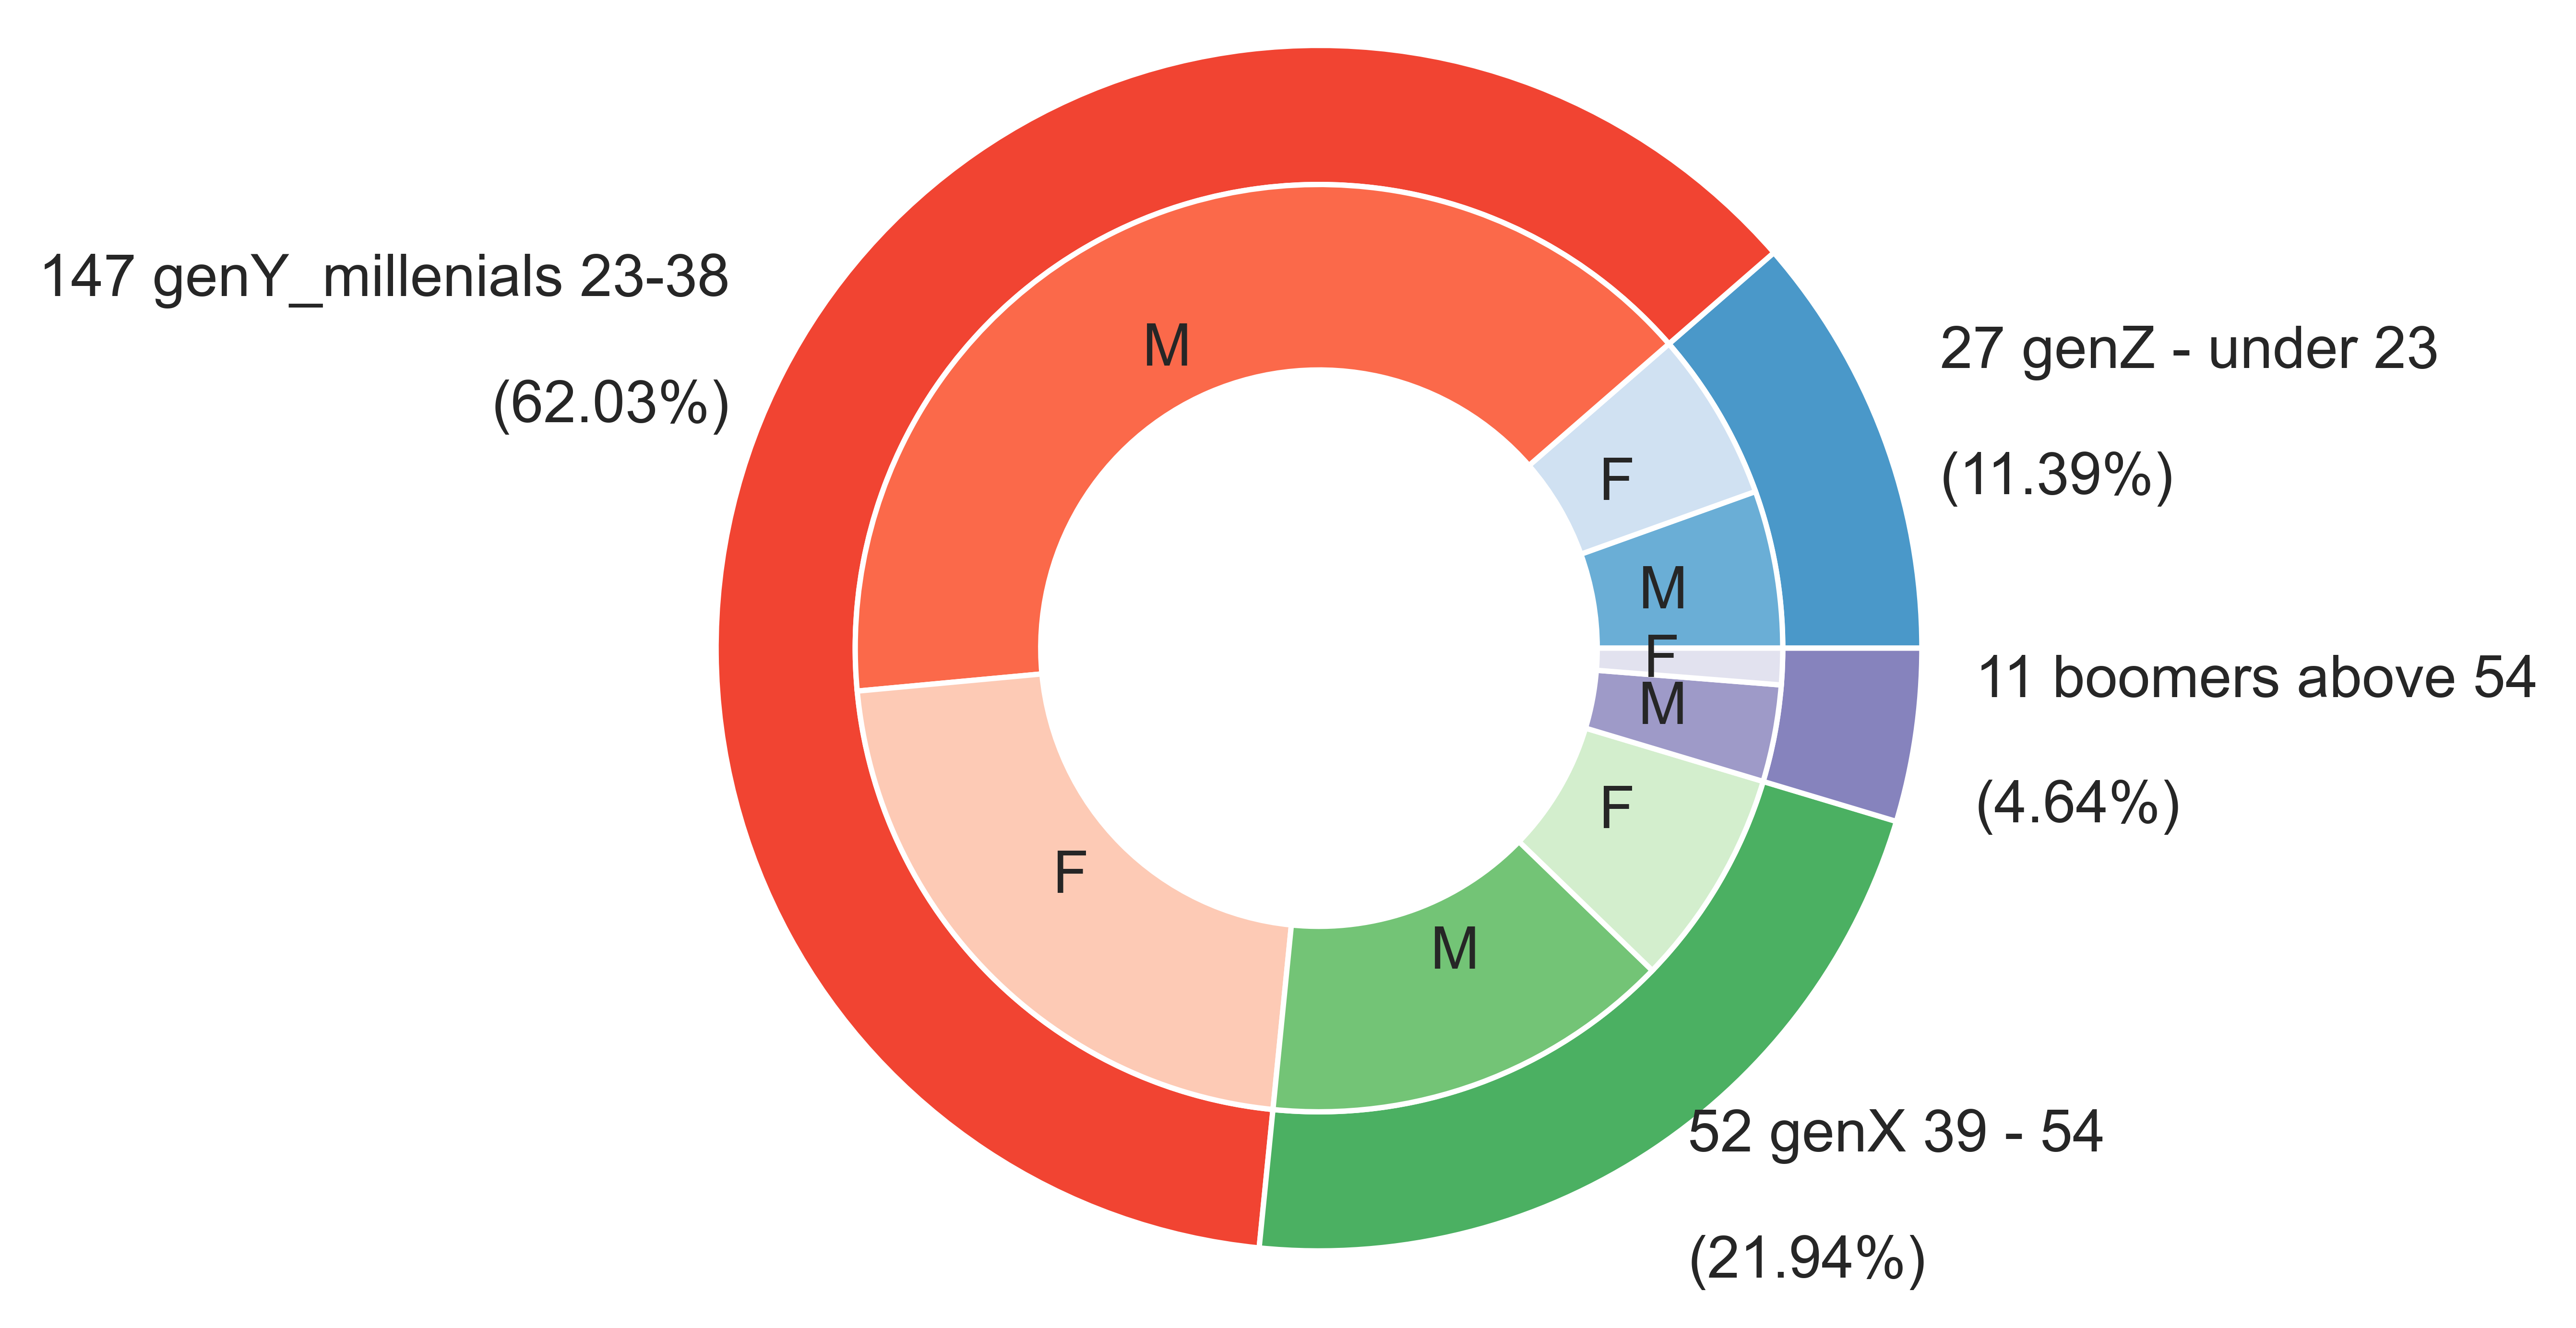 147 genY_millenials 23-38
(62.03%)
27 genZ - under 23
(11.39%)
11 boomers above 54
(4.64%)
52 genX 39 - 54
(21.94%)
M
F
M
F
M
F
F
M